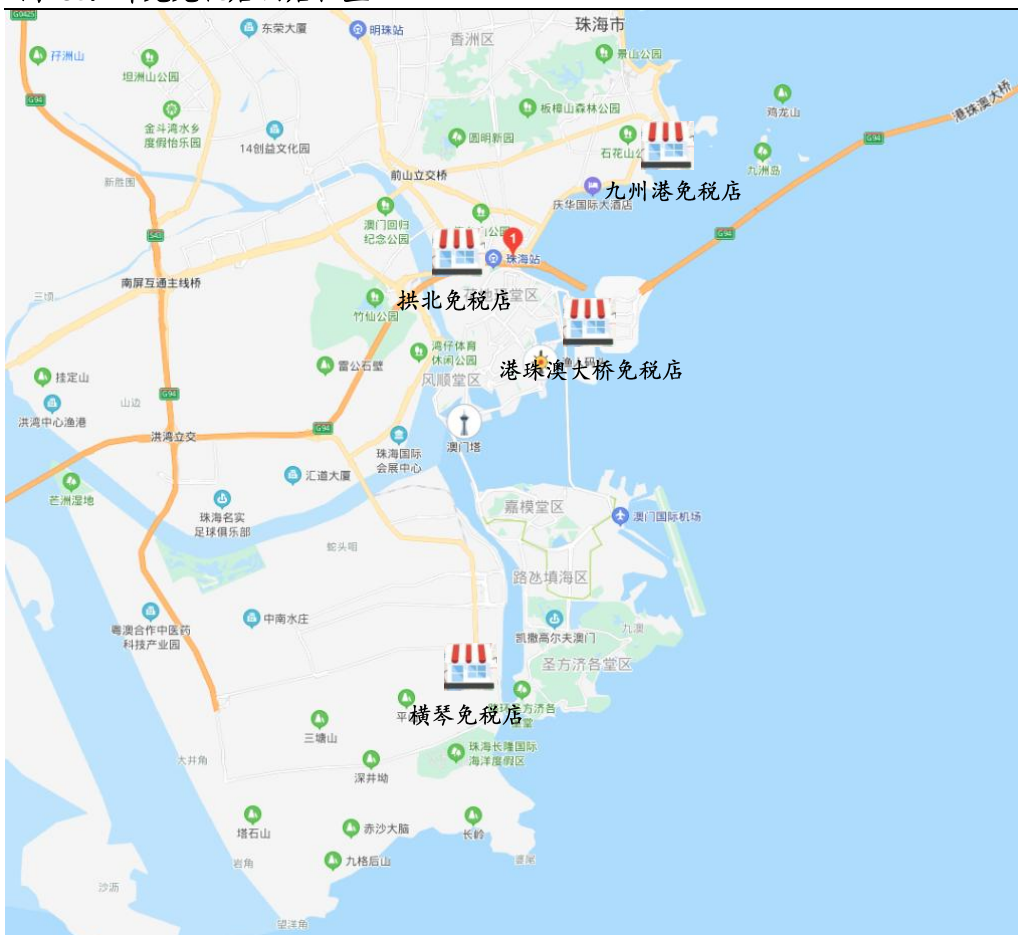 G9425
东荣大厦
明珠站
珠海市
香洲区
孖洲山
坦洲山公园
景山公园
港珠澳大桥
G94
鸡龙山
金斗湾水乡
度假怡乐园
板樟山森林公园
14创益文化园
圆明新园
石花山公
G94
九洲岛
前山立交桥
新胜围
九州港免税店
庆华国际大酒店
澳门回归
纪念公园
公园
1
S43
G94
珠海站
南屏互通主线桥
三顷
拱北免税店
堂区
竹仙公园
湾仔体育
休闲公园
雷公石壁
港珠澳大桥免税店
风顺堂区
挂定山
G94
山边
洪湾中心渔港
洪湾立交
G94
澳门塔
珠海国际
会展中心
汇道大厦
芒洲湿地
嘉模堂区
珠海名实
足球俱乐部
澳门国际机场
蛇头咀
路氹填海区
中南水庄
粤澳合作中医药
科技产业园
凯撒高尔夫澳门
九澳
圣方济各堂区
横琴免税店
三塘山
珠海长隆国际
海洋度假区
大井角
深井坳
塔石山
赤沙大脑
长岭
岩角
九格后山
沙沥
望洋角